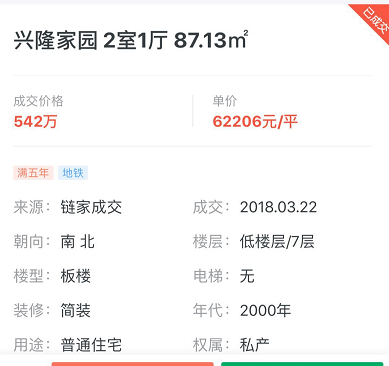 已成交
兴隆家园 2室1厅 87.13㎡
成交价格 单价
542万 62206元/平
满五年 地铁
来源： 链家成交 成交： 2018.03.22
朝向： 南 北 楼层： 低楼层/7层
楼型： 板楼 电梯： 无
装修： 简装 年代： 2000年
用途： 普通住宅 权属： 私产